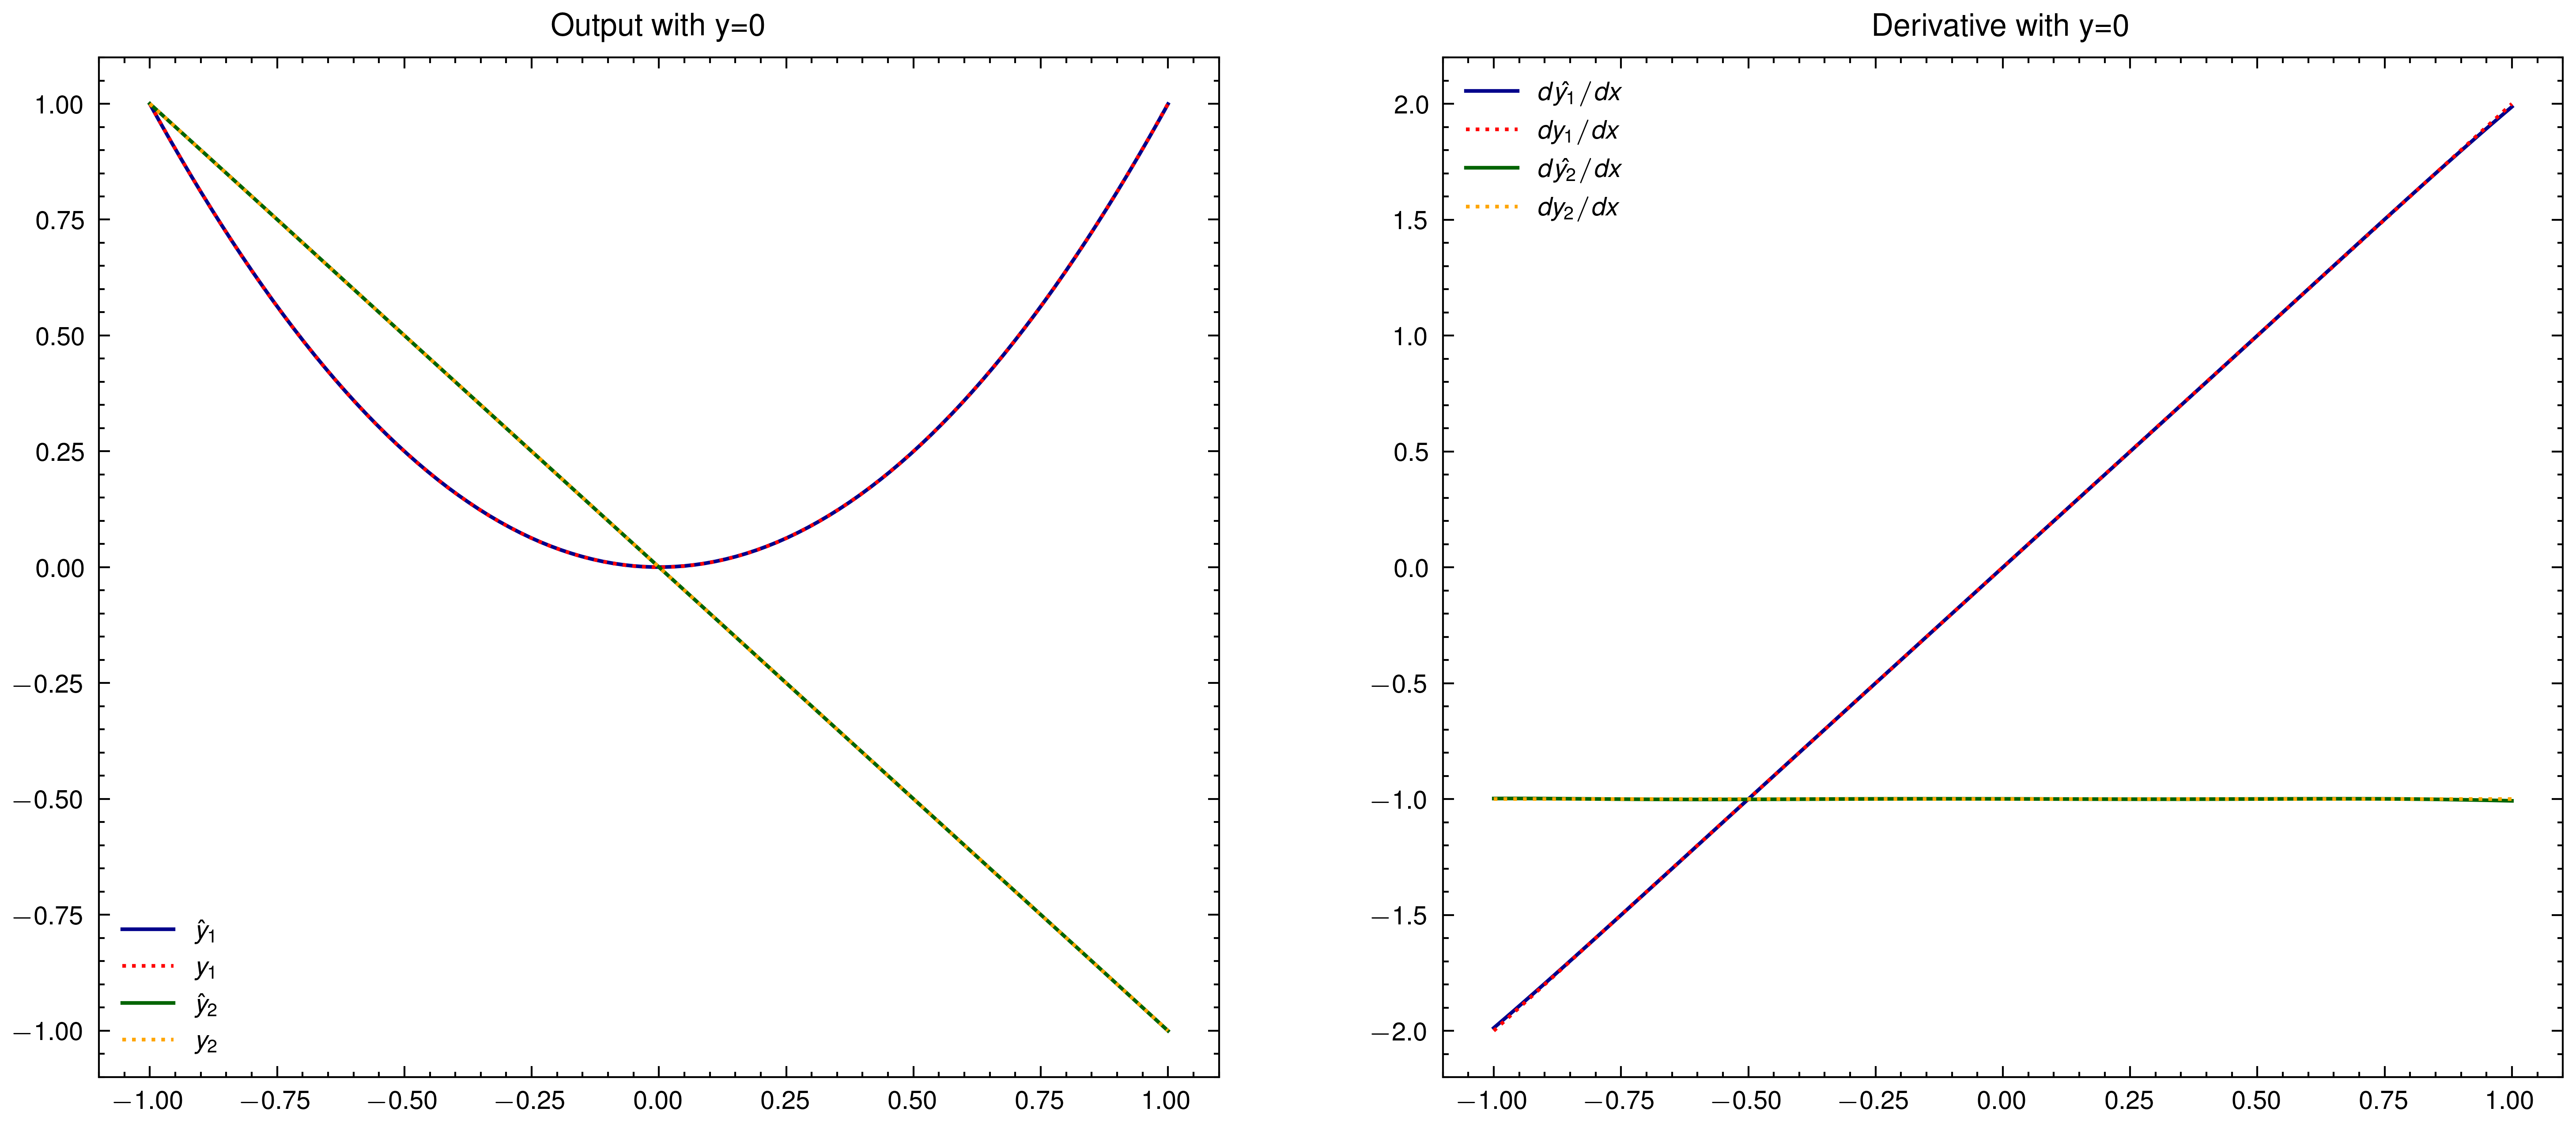 Output with y=0
1.00
0.75
0.50
0.25
0.00
−0.25
−0.50
−0.75
−1.00
ŷ₁
y₁
ŷ₂
y₂
−1.00 −0.75 −0.50 −0.25 0.00 0.25 0.50 0.75 1.00
Derivative with y=0
2.0
1.5
1.0
0.5
0.0
−0.5
−1.0
−1.5
−2.0
dŷ₁/dx
dy₁/dx
dŷ₂/dx
dy₂/dx
−1.00 −0.75 −0.50 −0.25 0.00 0.25 0.50 0.75 1.00